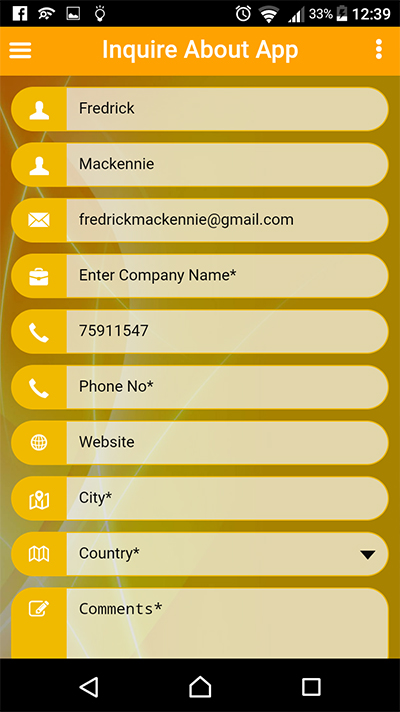 33% 12:39
Inquire About App
Fredrick
Mackennie
fredrickmackennie@gmail.com
Enter Company Name*
75911547
Phone No*
Website
City*
Country*
Comments*